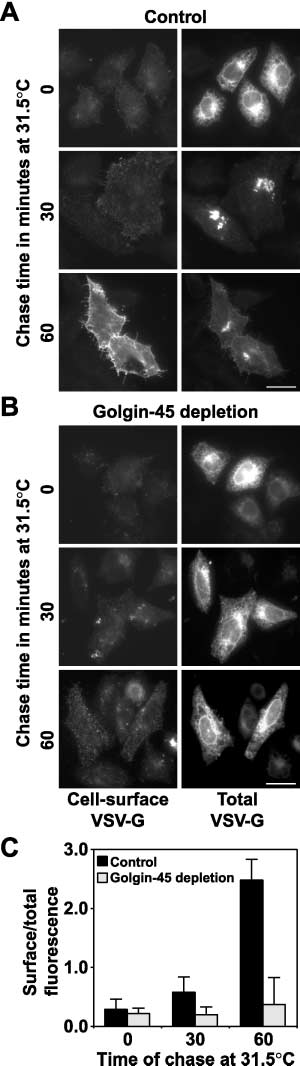 A
Control
Chase time in minutes at 31.5°C
0
30
60
B
Golgin-45 depletion
Chase time in minutes at 31.5°C
0
30
60
Cell-surface VSV-G
Total VSV-G
C
Surface/total fluorescence
3.0
2.0
1.0
0.0
Control
Golgin-45 depletion
0
30
60
Time of chase at 31.5°C